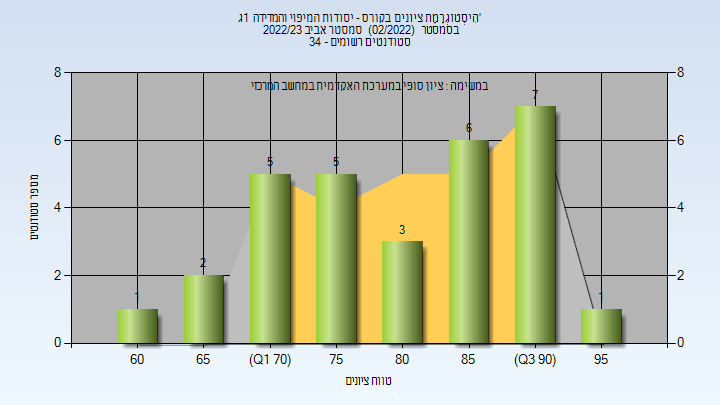 היסטוגרמת ציונים בקורס - יסודות המיפוי והמדידה 1ג'
בסמסטר (02/2022) סמסטר אביב 2022/23
סטודנטים רשומים - 34
במשימה : ציון סופי במערכת האקדמית במחשב המרכזי
מספר סטודנטים
8 8
6 6
4 4
2 2
0 0
1 2 5 5 3 6 7 1
60 65 (Q1 70) 75 80 85 (Q3 90) 95
טווח ציונים